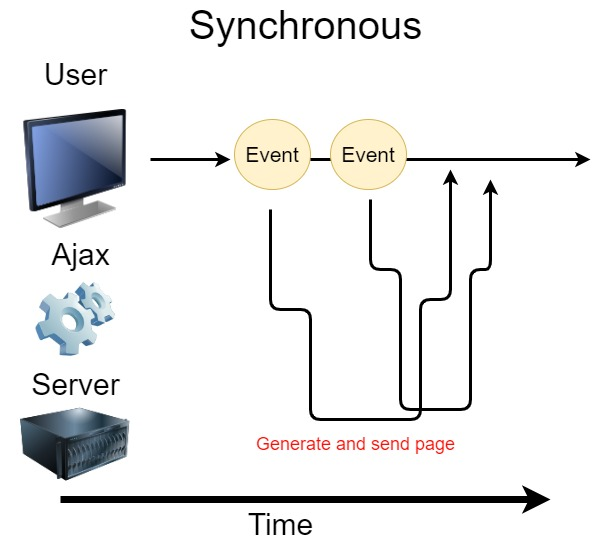 Synchronous
User
Event
Event
Ajax
Server
Generate and send page
Time